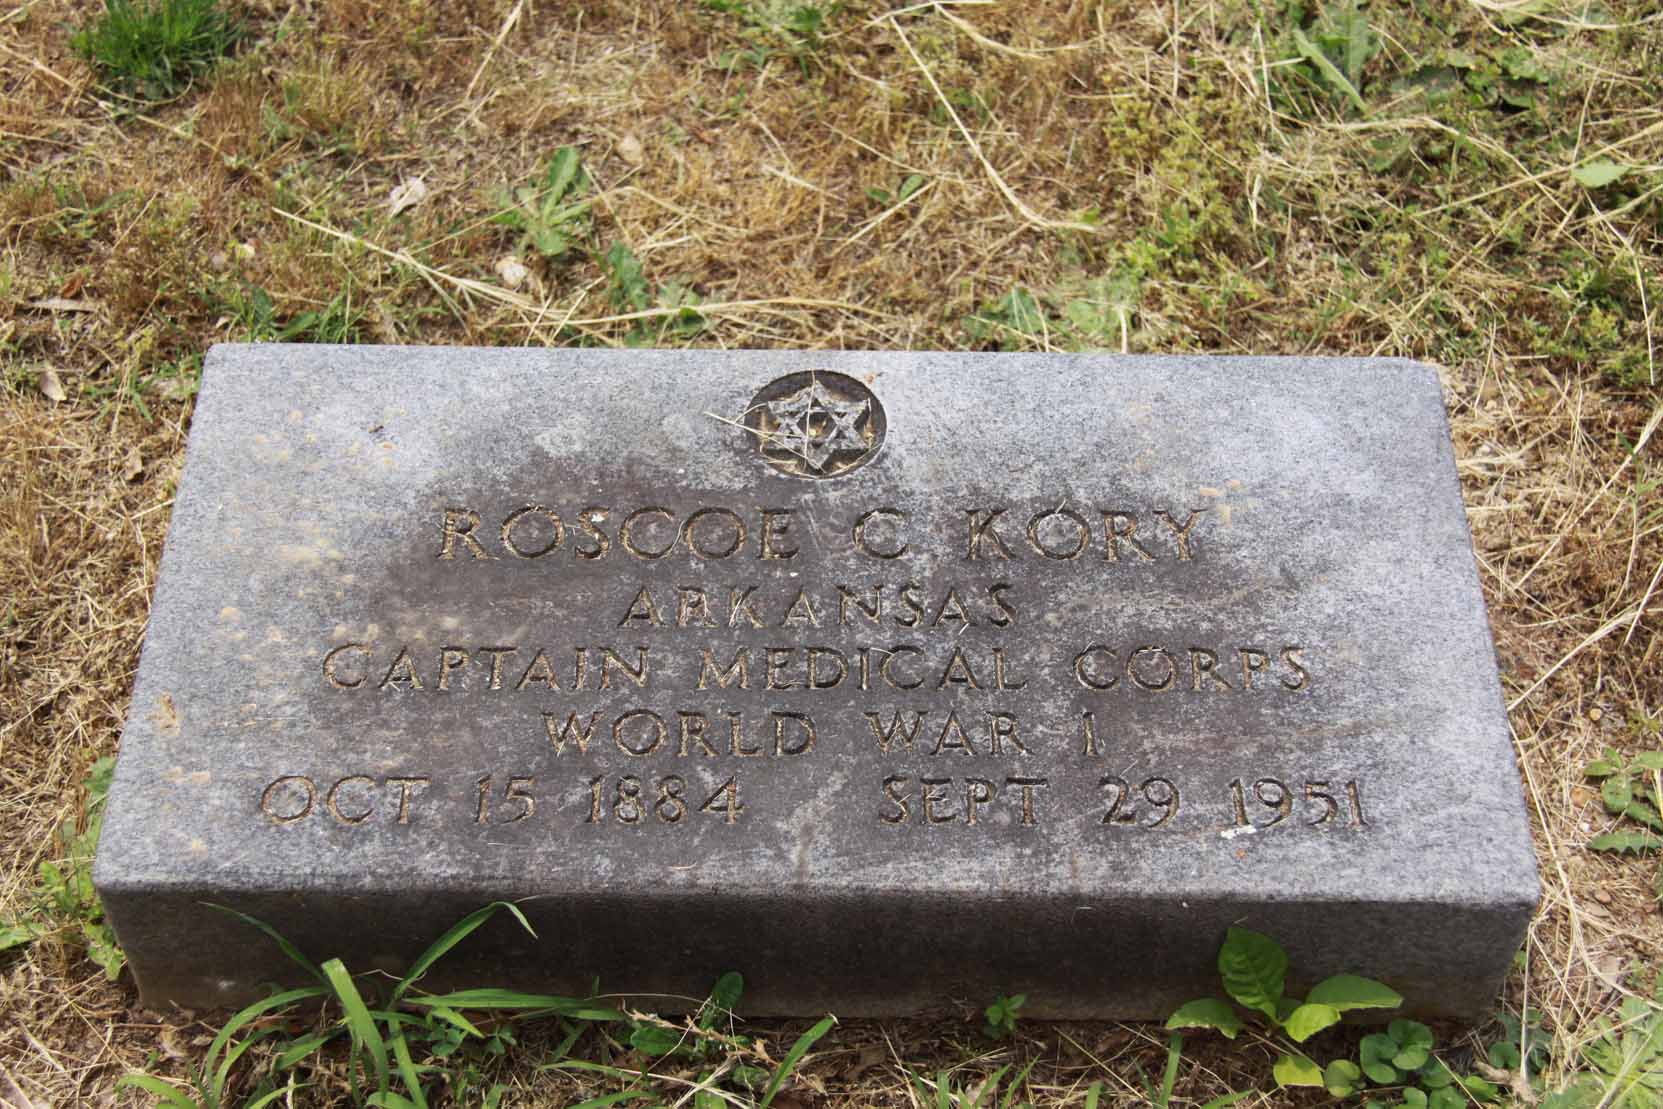 ROSCOE C KORY
ARKANSAS
CAPTAIN MEDICAL CORPS
WORLD WAR I
OCT 15 1884 SEPT 29 1951